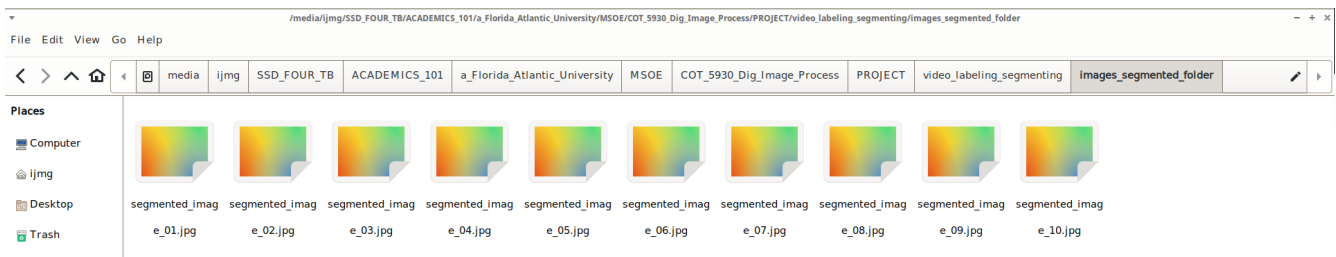 /media/ijmg/SSD_FOUR_TB/ACADEMICS_101/a_Florida_Atlantic_University/MSOE/COT_5930_Dig_Image_Process/PROJECT/video_labeling_segmenting/images_segmented_folder
File Edit View Go Help
media ijmg SSD_FOUR_TB ACADEMICS_101 a_Florida_Atlantic_University MSOE COT_5930_Dig_Image_Process PROJECT video_labeling_segmenting images_segmented_folder
Places
Computer
ijmg
Desktop
Trash
segmented_imag segmented_imag segmented_imag segmented_imag segmented_imag segmented_imag segmented_imag segmented_imag segmented_imag segmented_imag
e_01.jpg e_02.jpg e_03.jpg e_04.jpg e_05.jpg e_06.jpg e_07.jpg e_08.jpg e_09.jpg e_10.jpg